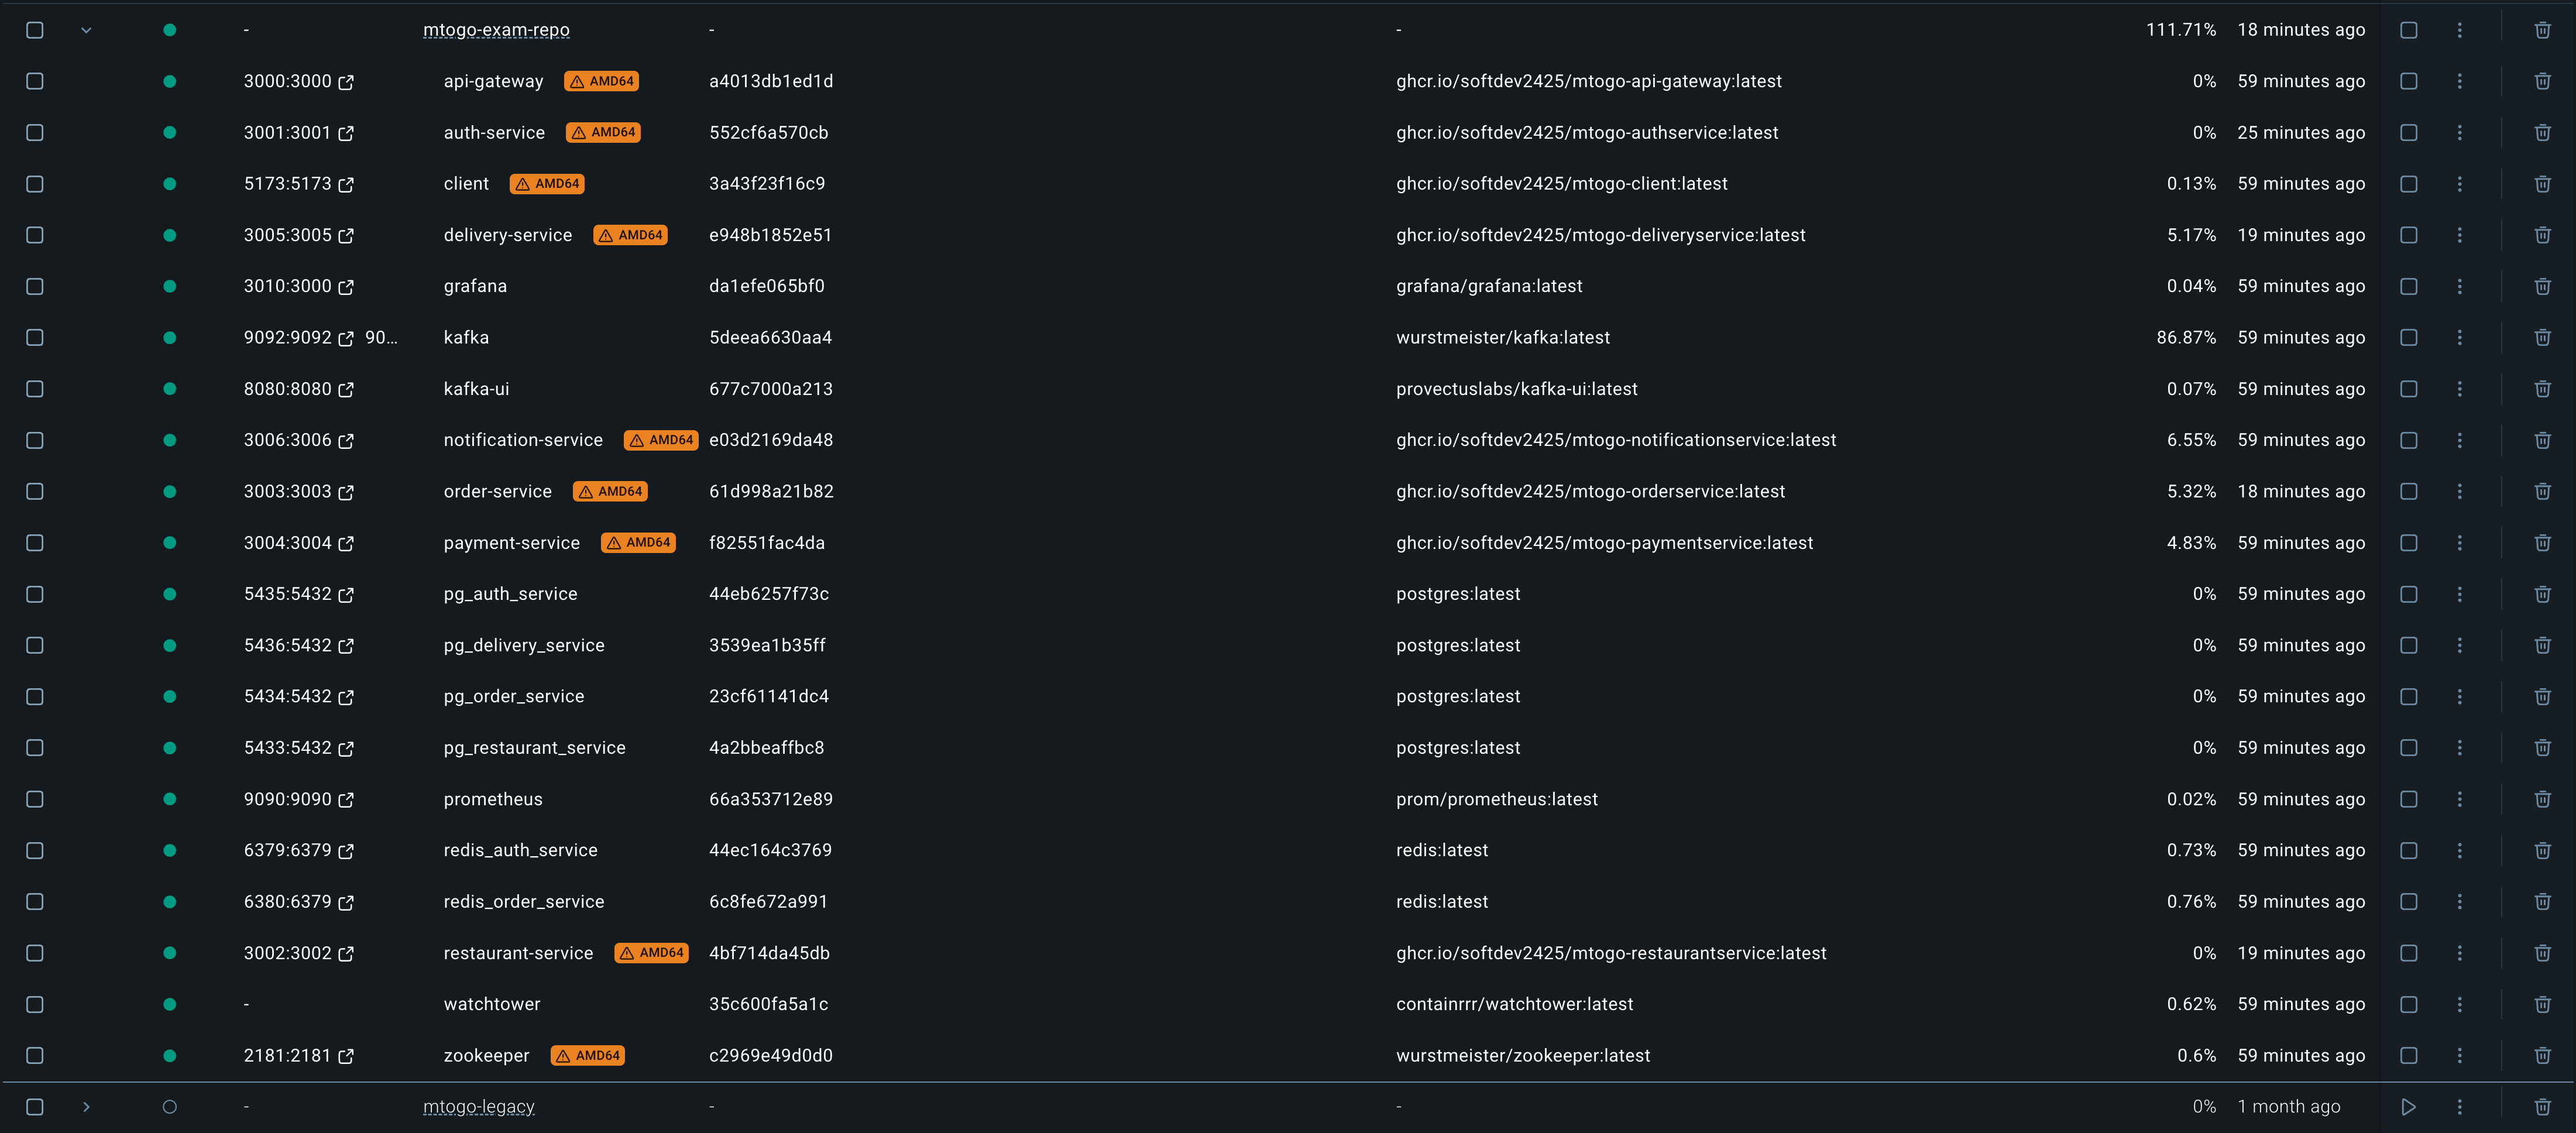 - mtogo-exam-repo - - 111.71% 18 minutes ago
3000:3000 api-gateway AMD64 a4013db1ed1d ghcr.io/softdev2425/mtogo-api-gateway:latest 0% 59 minutes ago
3001:3001 auth-service AMD64 552cf6a570cb ghcr.io/softdev2425/mtogo-authservice:latest 0% 25 minutes ago
5173:5173 client AMD64 3a43f23f16c9 ghcr.io/softdev2425/mtogo-client:latest 0.13% 59 minutes ago
3005:3005 delivery-service AMD64 e948b1852e51 ghcr.io/softdev2425/mtogo-deliveryservice:latest 5.17% 19 minutes ago
3010:3000 grafana da1efe065bf0 grafana/grafana:latest 0.04% 59 minutes ago
9092:9092 90... kafka 5deea6630aa4 wurstmeister/kafka:latest 86.87% 59 minutes ago
8080:8080 kafka-ui 677c7000a213 provectuslabs/kafka-ui:latest 0.07% 59 minutes ago
3006:3006 notification-service AMD64 e03d2169da48 ghcr.io/softdev2425/mtogo-notificationservice:latest 6.55% 59 minutes ago
3003:3003 order-service AMD64 61d998a21b82 ghcr.io/softdev2425/mtogo-orderservice:latest 5.32% 18 minutes ago
3004:3004 payment-service AMD64 f82551fac4da ghcr.io/softdev2425/mtogo-paymentservice:latest 4.83% 59 minutes ago
5435:5432 pg_auth_service 44eb6257f73c postgres:latest 0% 59 minutes ago
5436:5432 pg_delivery_service 3539ea1b35ff postgres:latest 0% 59 minutes ago
5434:5432 pg_order_service 23cf61141dc4 postgres:latest 0% 59 minutes ago
5433:5432 pg_restaurant_service 4a2bbeaffbc8 postgres:latest 0% 59 minutes ago
9090:9090 prometheus 66a353712e89 prom/prometheus:latest 0.02% 59 minutes ago
6379:6379 redis_auth_service 44ec164c3769 redis:latest 0.73% 59 minutes ago
6380:6379 redis_order_service 6c8fe672a991 redis:latest 0.76% 59 minutes ago
3002:3002 restaurant-service AMD64 4bf714da45db ghcr.io/softdev2425/mtogo-restaurantservice:latest 0% 19 minutes ago
- watchtower 35c600fa5a1c containrrr/watchtower:latest 0.62% 59 minutes ago
2181:2181 zookeeper AMD64 c2969e49d0d0 wurstmeister/zookeeper:latest 0.6% 59 minutes ago
- mtogo-legacy - - 0% 1 month ago